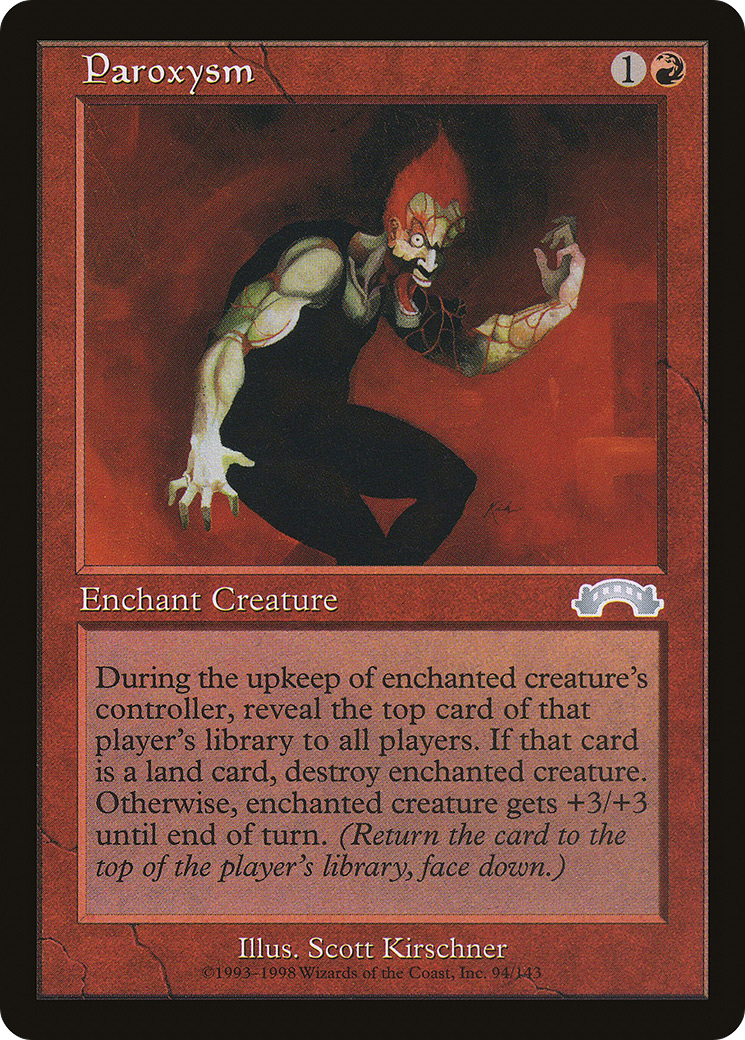 Paroxysm
1
Enchant Creature
During the upkeep of enchanted creature's
controller, reveal the top card of that
player's library to all players. If that card
is a land card, destroy enchanted creature.
Otherwise, enchanted creature gets +3/+3
until end of turn. (Return the card to the
top of the player's library, face down.)
Illus. Scott Kirschner
©1993–1998 Wizards of the Coast, Inc. 94/143